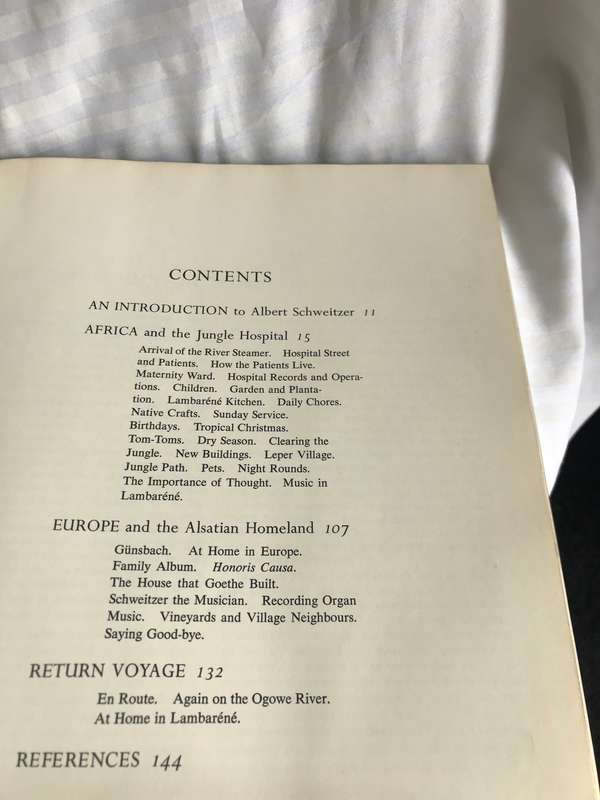 CONTENTS
AN INTRODUCTION to Albert Schweitzer 11
AFRICA and the Jungle Hospital 15
Arrival of the River Steamer. Hospital Street
and Patients. How the Patients Live.
Maternity Ward. Hospital Records and Opera-
tions. Children. Garden and Planta-
tion. Lambaréné Kitchen. Daily Chores.
Native Crafts. Sunday Service.
Birthdays. Tropical Christmas.
Tom-Toms. Dry Season. Clearing the
Jungle. New Buildings. Leper Village.
Jungle Path. Pets. Night Rounds.
The Importance of Thought. Music in
Lambaréné.
EUROPE and the Alsatian Homeland 107
Günsbach. At Home in Europe.
Family Album. Honoris Causa.
The House that Goethe Built.
Schweitzer the Musician. Recording Organ
Music. Vineyards and Village Neighbours.
Saying Good-bye.
RETURN VOYAGE 132
En Route. Again on the Ogowe River.
At Home in Lambaréné.
REFERENCES 144